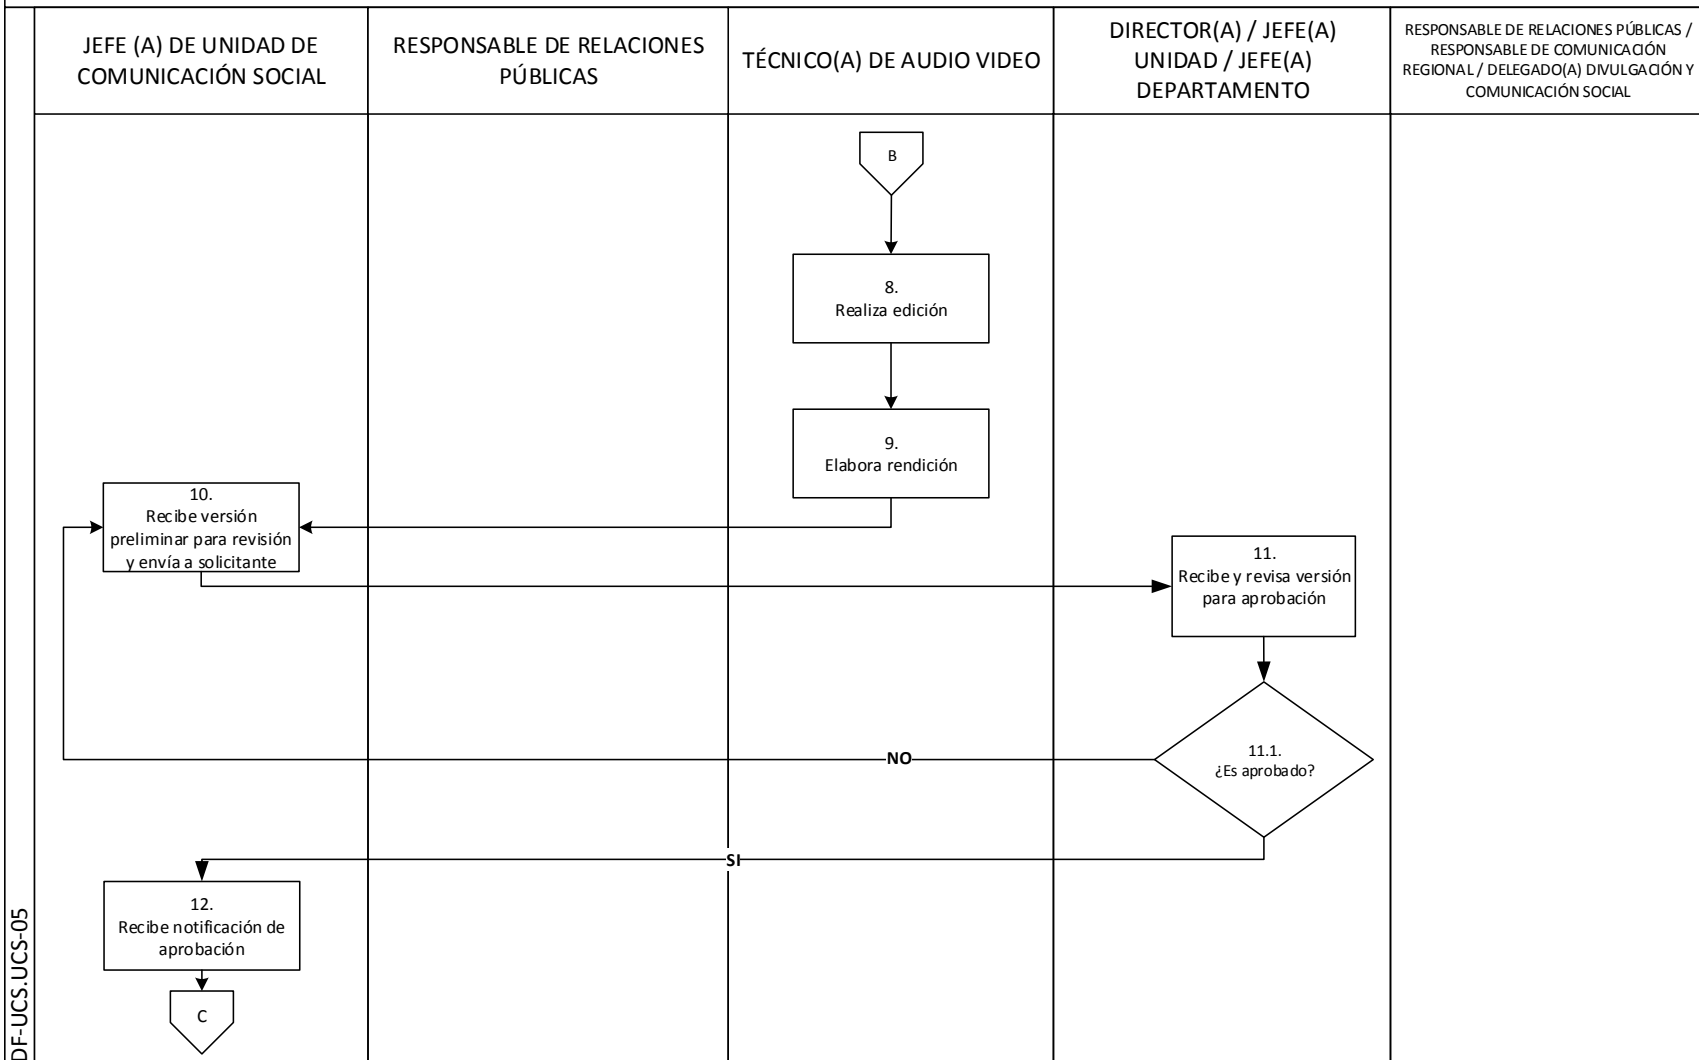 JEFE (A) DE UNIDAD DE
COMUNICACIÓN SOCIAL
RESPONSABLE DE RELACIONES
PÚBLICAS
TÉCNICO(A) DE AUDIO VIDEO
DIRECTOR(A) / JEFE(A)
UNIDAD / JEFE(A)
DEPARTAMENTO
RESPONSABLE DE RELACIONES PÚBLICAS /
RESPONSABLE DE COMUNICACIÓN
REGIONAL / DELEGADO(A) DIVULGACIÓN Y
COMUNICACIÓN SOCIAL
B
8.
Realiza edición
9.
Elabora rendición
10.
Recibe versión
preliminar para revisión
y envía a solicitante
11.
Recibe y revisa versión
para aprobación
11.1.
¿Es aprobado?
NO
SI
12.
Recibe notificación de
aprobación
C
DF-UCS.UCS-05